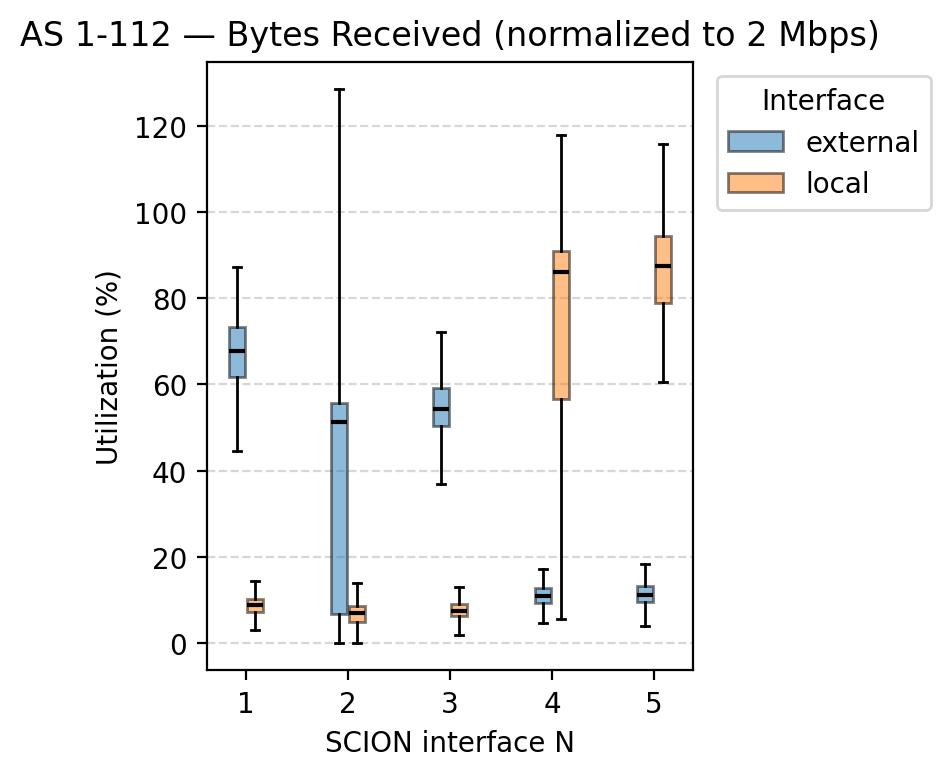 AS 1-112 — Bytes Received (normalized to 2 Mbps)
Interface
external
local
120
100
80
60
40
20
0
Utilization (%)
1 2 3 4 5
SCION interface N